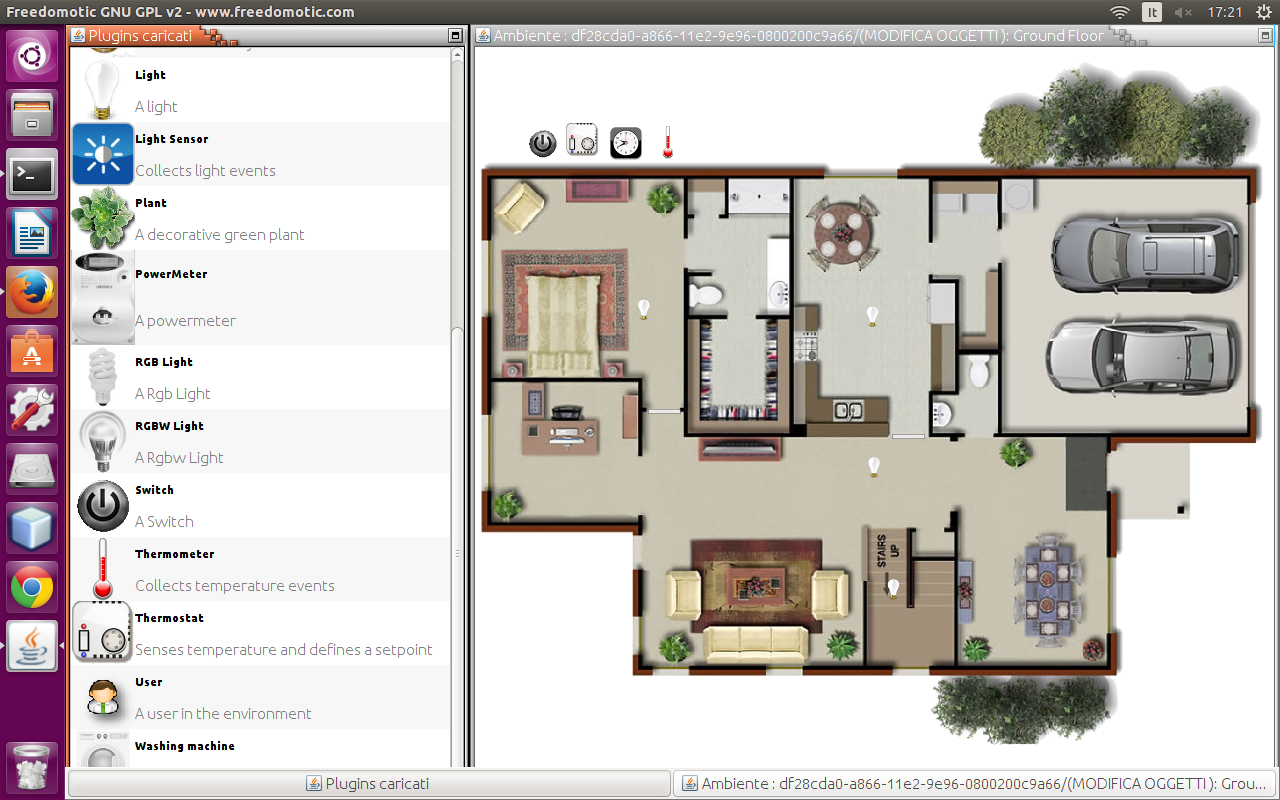 Freedomotic GNU GPL v2 - www.freedomotic.com
It
17:21
Plugins caricati
Light
A light
Light Sensor
Collects light events
Plant
A decorative green plant
PowerMeter
A powermeter
RGB Light
A Rgb Light
RGBW Light
A Rgbw Light
Switch
A Switch
Thermometer
Collects temperature events
Thermostat
Senses temperature and defines a setpoint
User
A user in the environment
Washing machine
Ambiente : df28cda0-a866-11e2-9e96-0800200c9a66/(MODIFICA OGGETTI ): Ground Floor
STAIRS
UP
Plugins caricati
Ambiente : df28cda0-a866-11e2-9e96-0800200c9a66/(MODIFICA OGGETTI ): Grou...